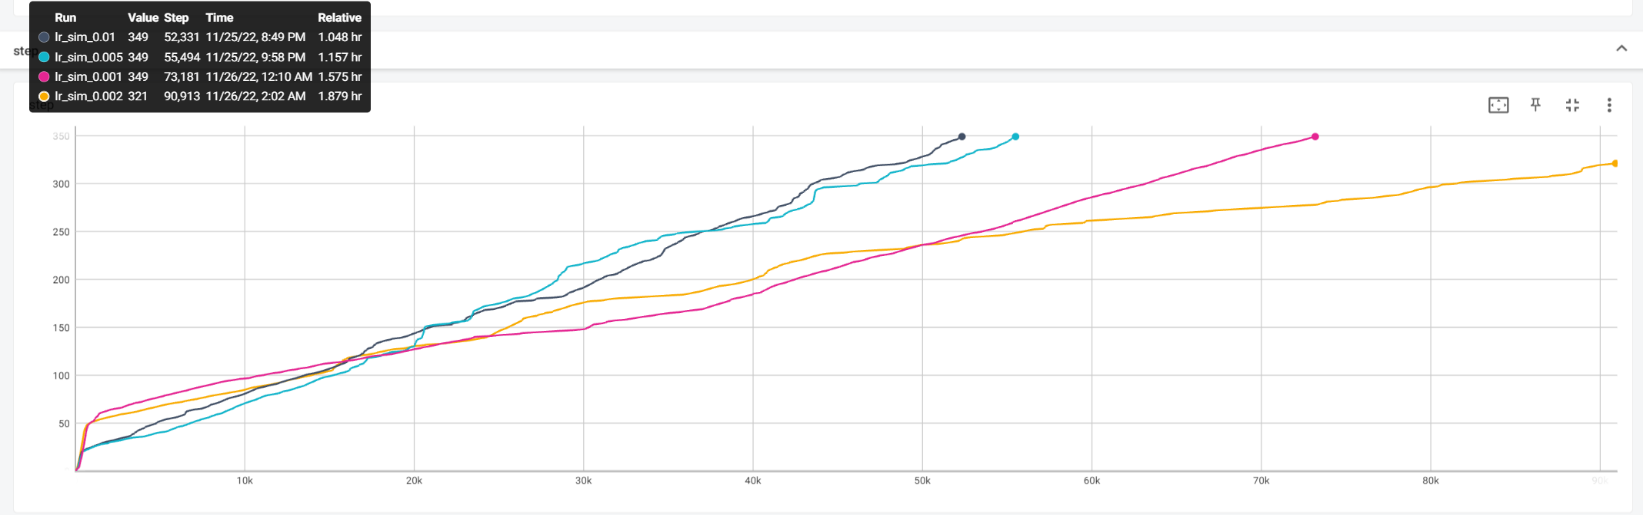 Run Value Step Time Relative
lr_sim_0.01 349 52,331 11/25/22, 8:49 PM 1.048 hr
step
lr_sim_0.005 349 55,494 11/25/22, 9:58 PM 1.157 hr
lr_sim_0.001 349 73,181 11/26/22, 12:10 AM 1.575 hr
lr_sim_0.002 321 90,913 11/26/22, 2:02 AM 1.879 hr
step
350
300
250
200
150
100
50
10k 20k 30k 40k 50k 60k 70k 80k 90k